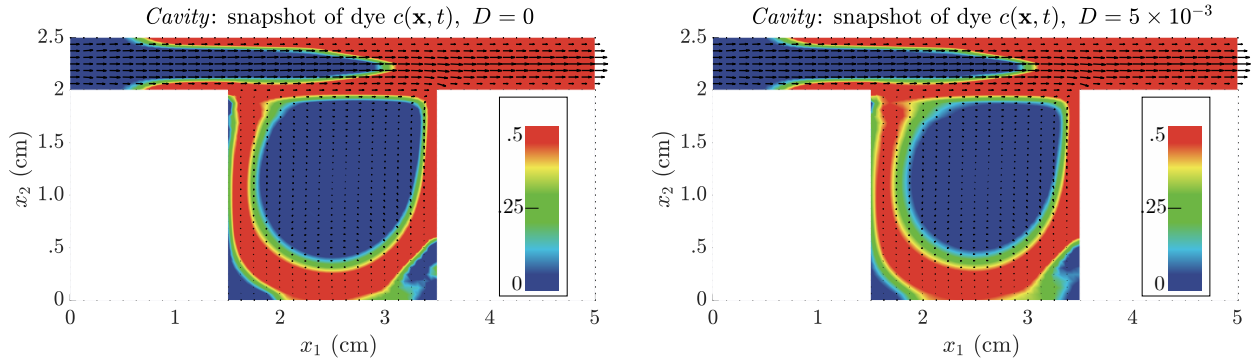 Cavity: snapshot of dye c(x, t), D = 0
2.5
2
1.5
1.0
.5
0
x₂ (cm)
.5
.25
0
0 1 2 3 4 5
x₁ (cm)
Cavity: snapshot of dye c(x, t), D = 5 × 10⁻³
2.5
2
1.5
1.0
.5
0
x₂ (cm)
.5
.25
0
0 1 2 3 4 5
x₁ (cm)